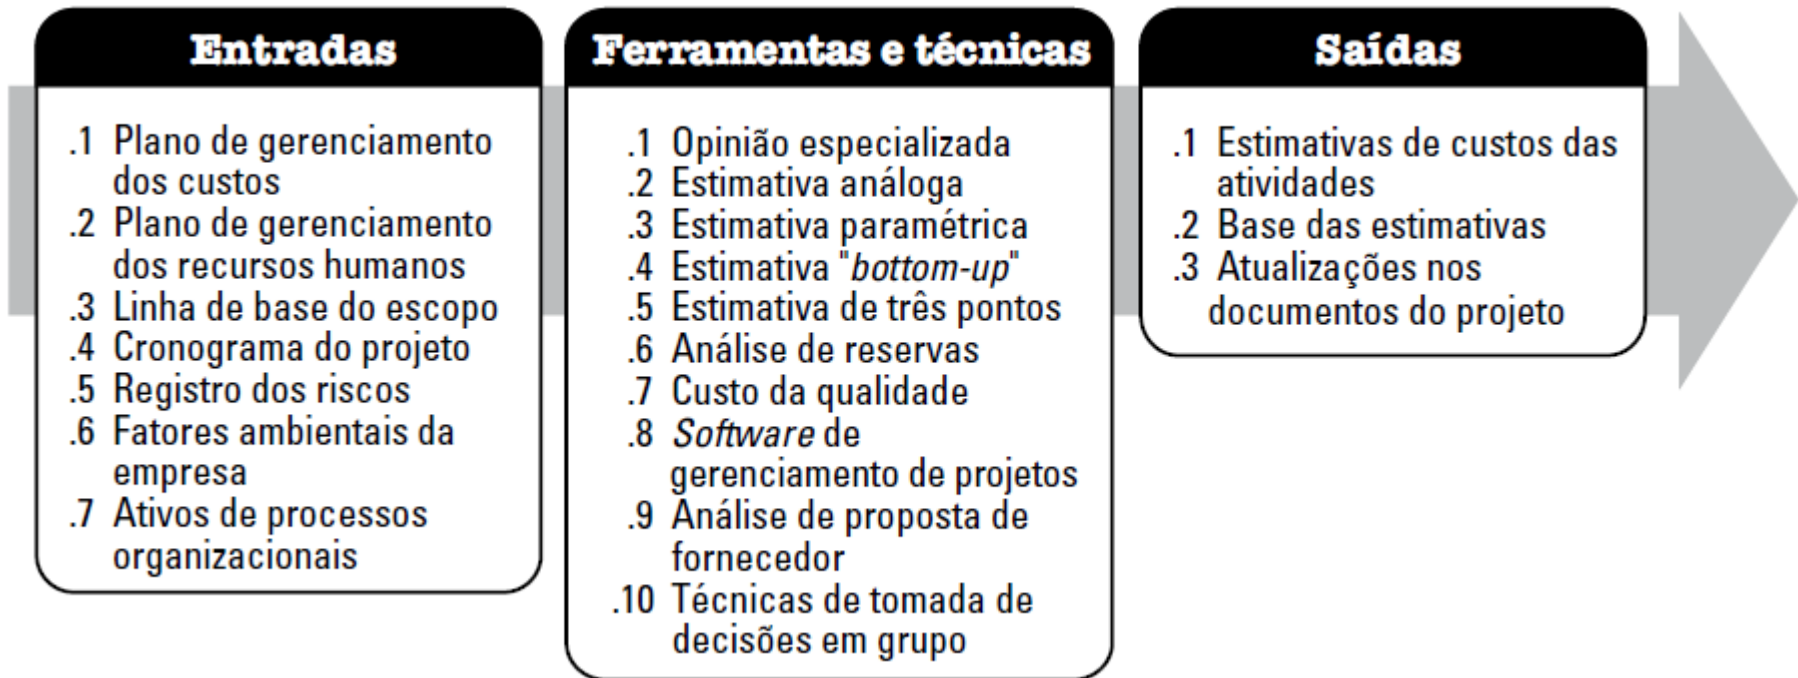 Entradas
.1 Plano de gerenciamento
dos custos
.2 Plano de gerenciamento
dos recursos humanos
.3 Linha de base do escopo
.4 Cronograma do projeto
.5 Registro dos riscos
.6 Fatores ambientais da
empresa
.7 Ativos de processos
organizacionais
Ferramentas e técnicas
.1 Opinião especializada
.2 Estimativa análoga
.3 Estimativa paramétrica
.4 Estimativa "bottom-up"
.5 Estimativa de três pontos
.6 Análise de reservas
.7 Custo da qualidade
.8 Software de
gerenciamento de projetos
.9 Análise de proposta de
fornecedor
.10 Técnicas de tomada de
decisões em grupo
Saídas
.1 Estimativas de custos das
atividades
.2 Base das estimativas
.3 Atualizações nos
documentos do projeto